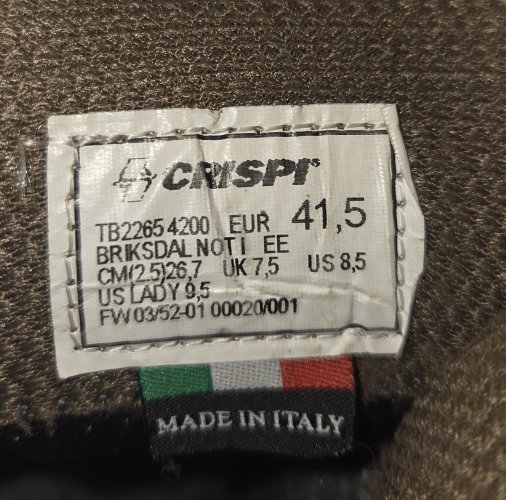 CRISPI®
TB2265 4200 EUR 41,5
BRIKSDAL NOT I EE
CM(2.5)26,7 UK 7,5 US 8,5
US LADY 9,5
FW 03/52-01 00020/001
MADE IN ITALY